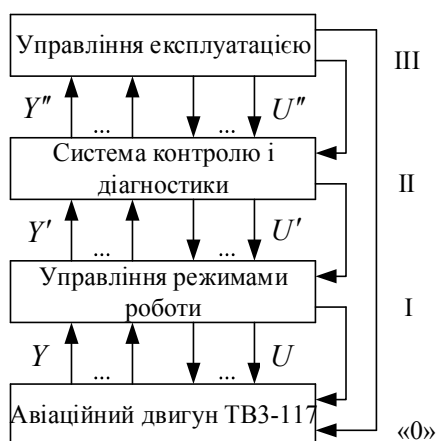 Управління експлуатацією
III
Y″
...
...
U″
Система контролю і
діагностики
II
Y′
...
...
U′
Управління режимами
роботи
I
Y
...
...
U
Авіаційний двигун ТВ3-117
«0»